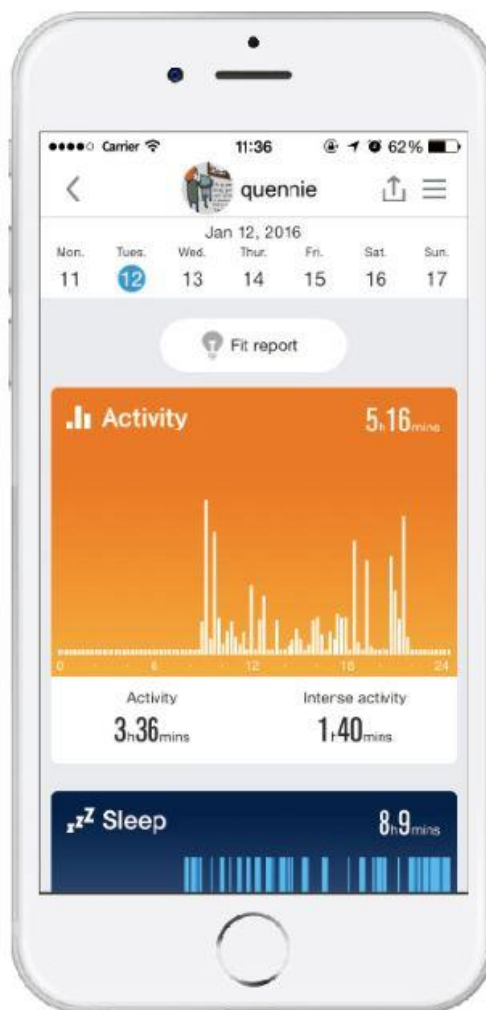 Carrier 11:36 62%
quennie
Jan 12, 2016
Mon. Tues. Wed. Thur. Fri. Sat. Sun.
11 12 13 14 15 16 17
Fit report
Activity 5h16mins
0 6 12 18 24
Activity Interse activity
3h36mins 1h40mins
zzZ Sleep 8h9mins